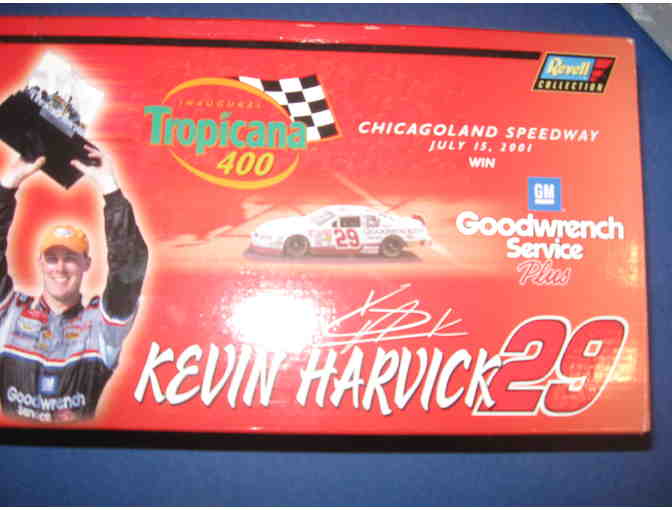 INAUGURAL
Tropicana
400
CHICAGOLAND SPEEDWAY
JULY 15, 2001
WIN
Revell
COLLECTION
GM
Goodwrench
Service
Plus
29
KEVIN HARVICK 29
Goodwrench
Service